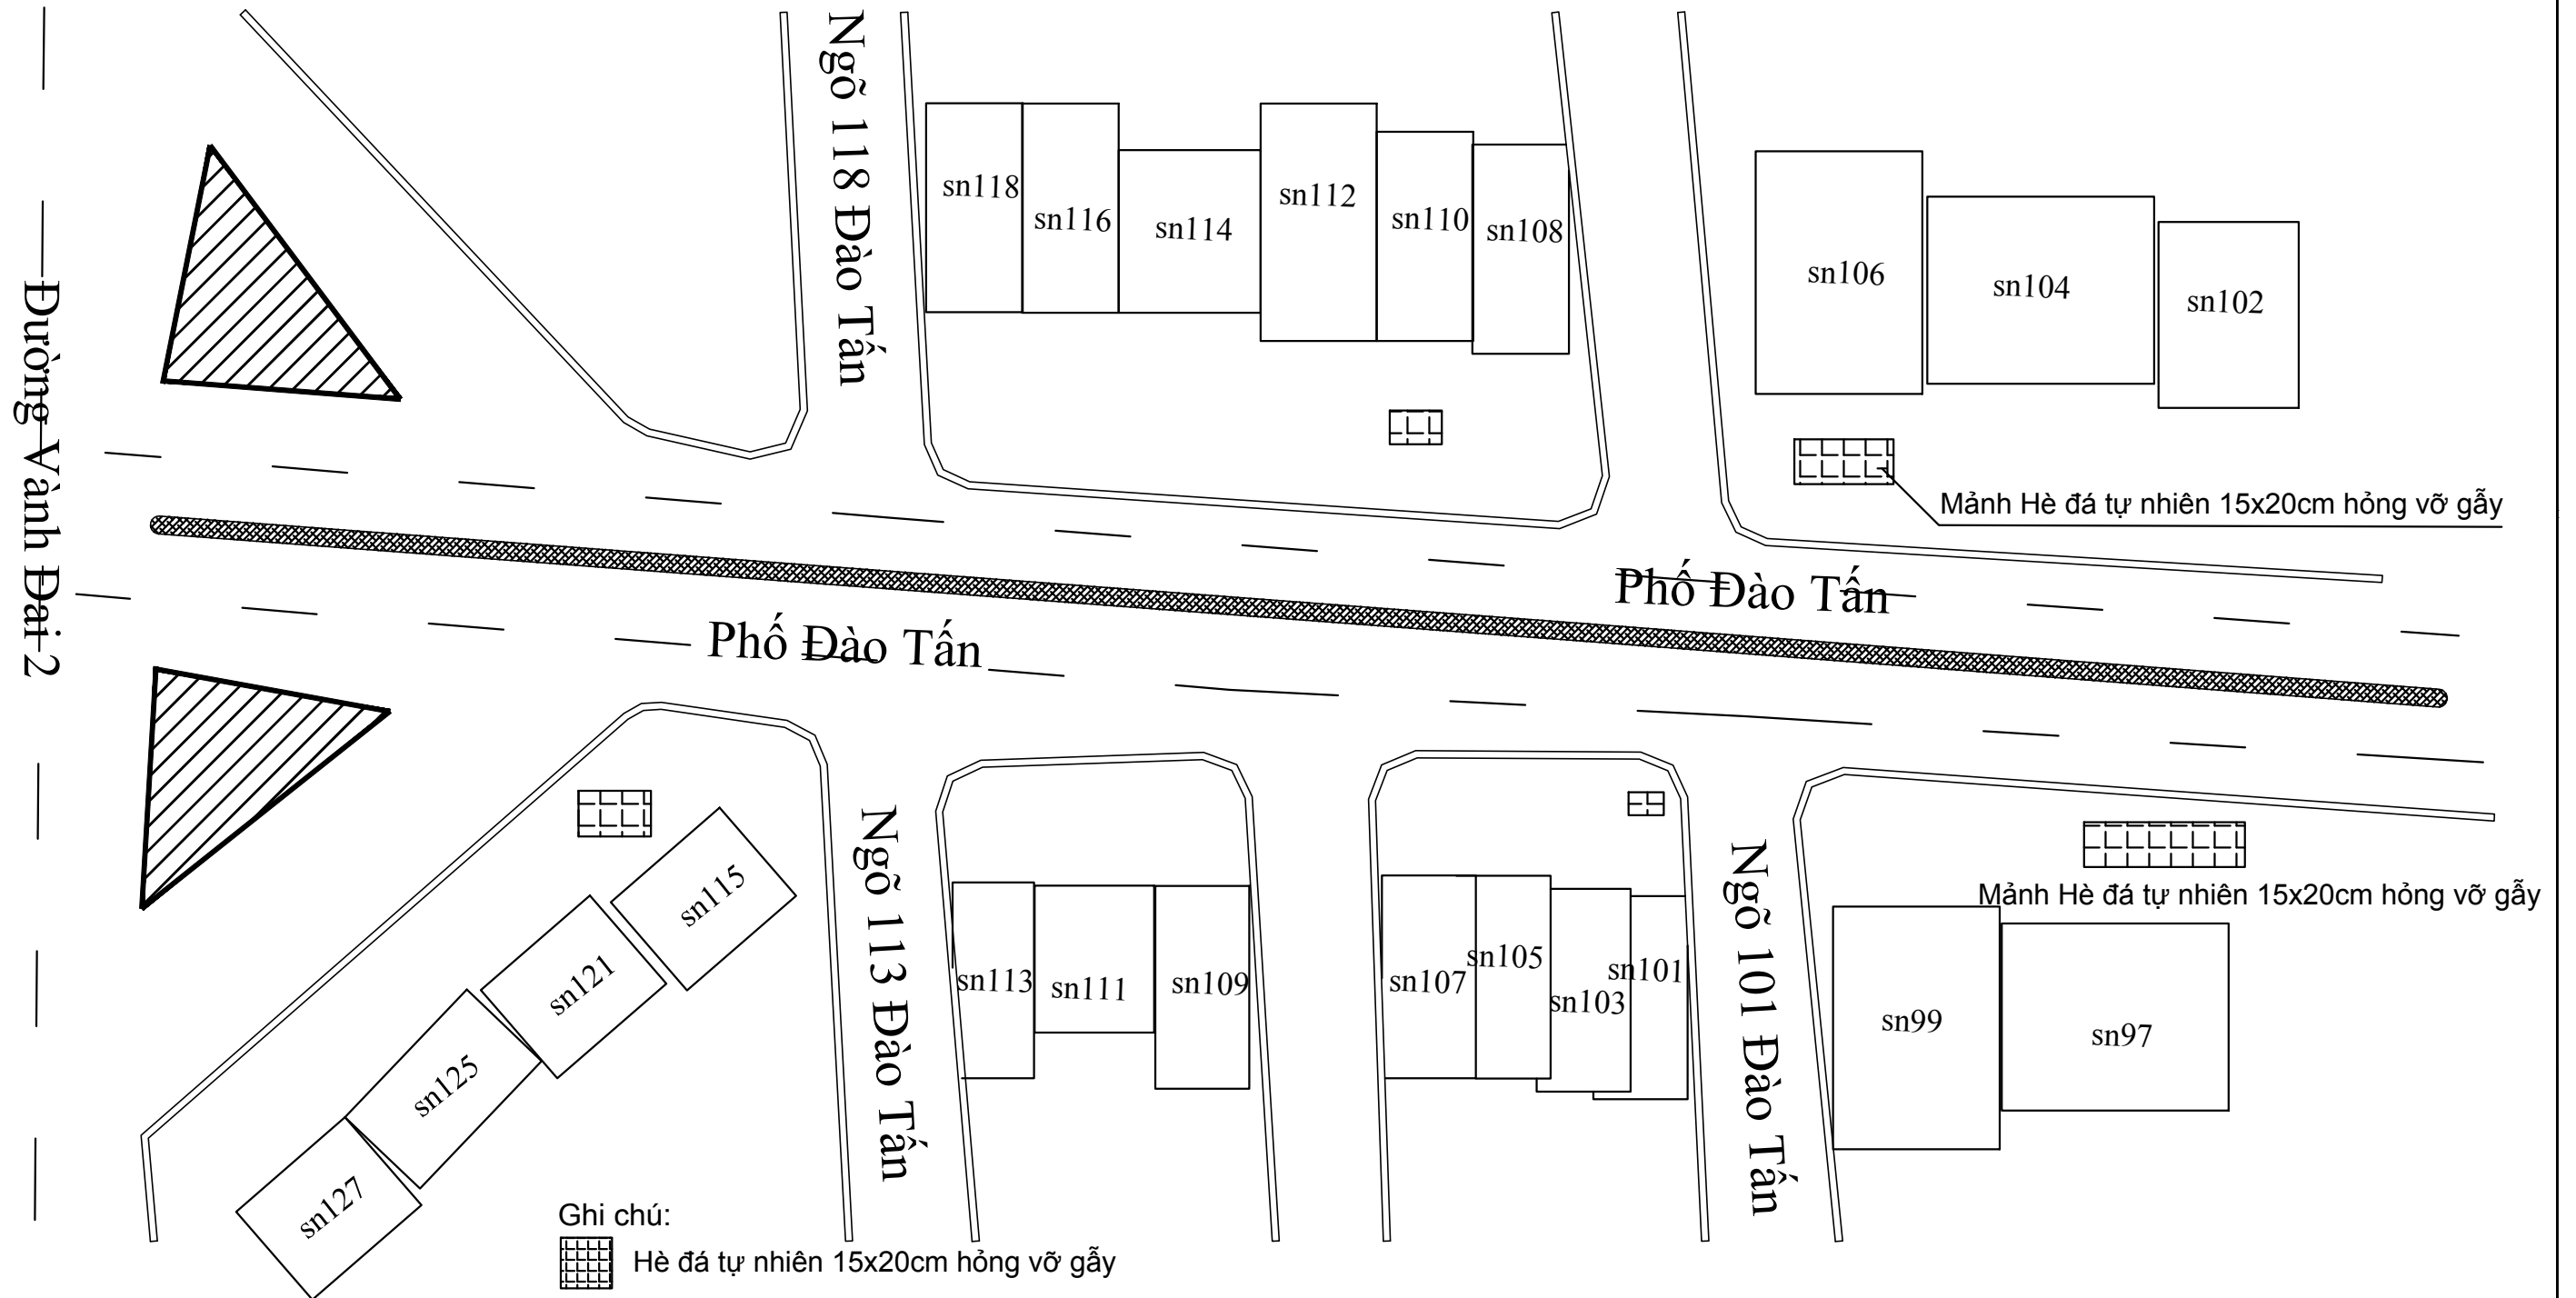 Đường Vành Đai 2
Ngõ 118 Đào Tấn
sn118
sn116
sn114
sn112
sn110
sn108
sn106
sn104
sn102
Mảnh Hè đá tự nhiên 15x20cm hỏng vỡ gẫy
Phố Đào Tấn
Phố Đào Tấn
sn115
sn121
sn125
sn127
Ngõ 113 Đào Tấn
sn113
sn111
sn109
sn107
sn105
sn103
sn101
Ngõ 101 Đào Tấn
Mảnh Hè đá tự nhiên 15x20cm hỏng vỡ gẫy
sn99
sn97
Ghi chú:
Hè đá tự nhiên 15x20cm hỏng vỡ gẫy